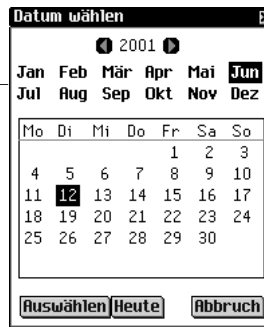 Datum wählen
2001
Jan Feb Mär Apr Mai Jun
Jul Aug Sep Okt Nov Dez
Mo Di Mi Do Fr Sa So
1 2 3
4 5 6 7 8 9 10
11 12 13 14 15 16 17
18 19 20 21 22 23 24
25 26 27 28 29 30
Auswählen Heute Abbruch